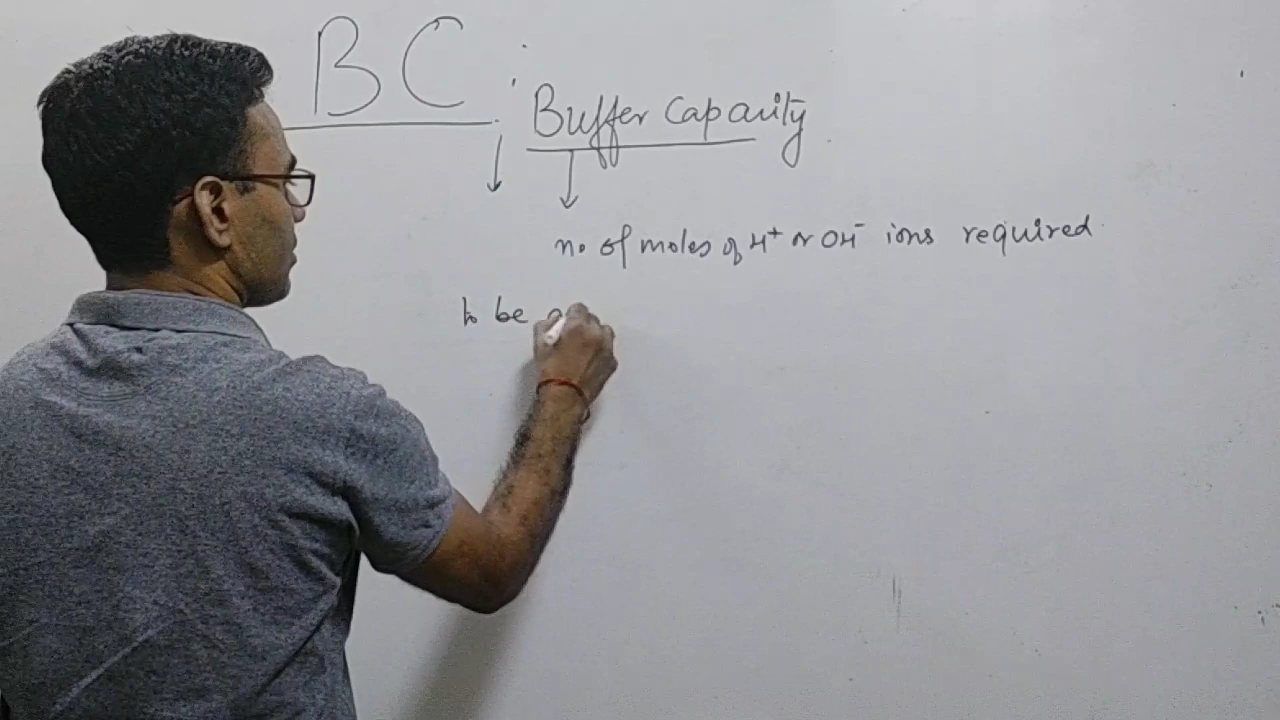 BC
Buffer Capacity
no. of moles of H+ or OH- ions required
to be